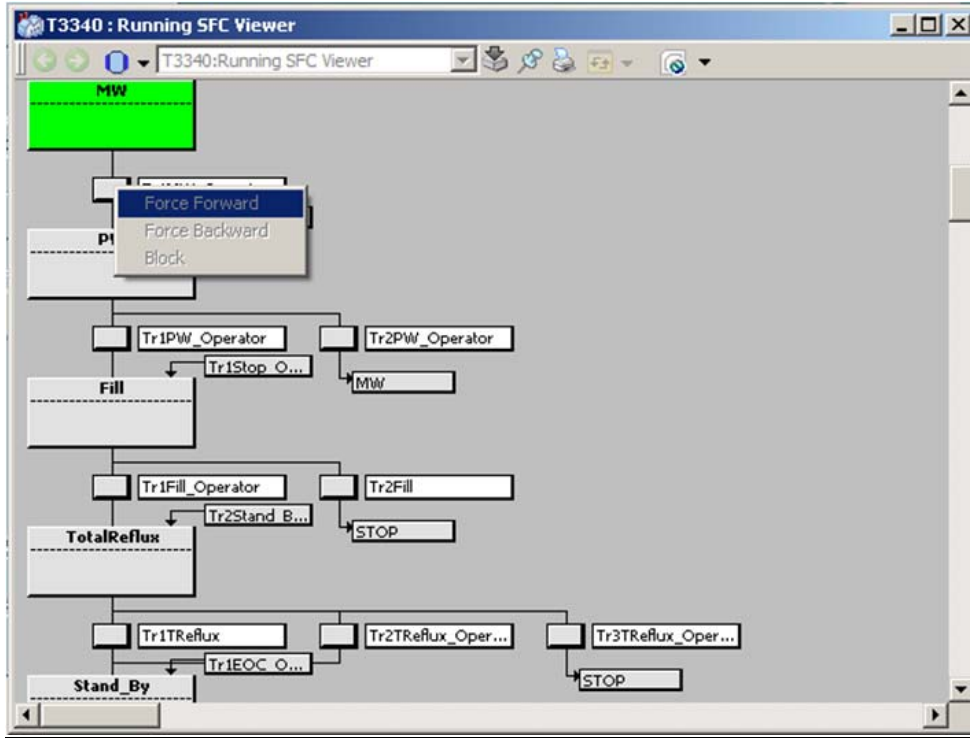 T3340 : Running SFC Viewer
T3340:Running SFC Viewer
MW
Force Forward
Force Backward
Block
Tr1PW_Operator
Tr2PW_Operator
Tr1Stop_O...
MW
Fill
Tr1Fill_Operator
Tr2Fill
Tr2Stand_B...
STOP
TotalReflux
Tr1TReflux
Tr2TReflux_Oper...
Tr3TReflux_Oper...
Tr1EOC_O...
STOP
Stand_By